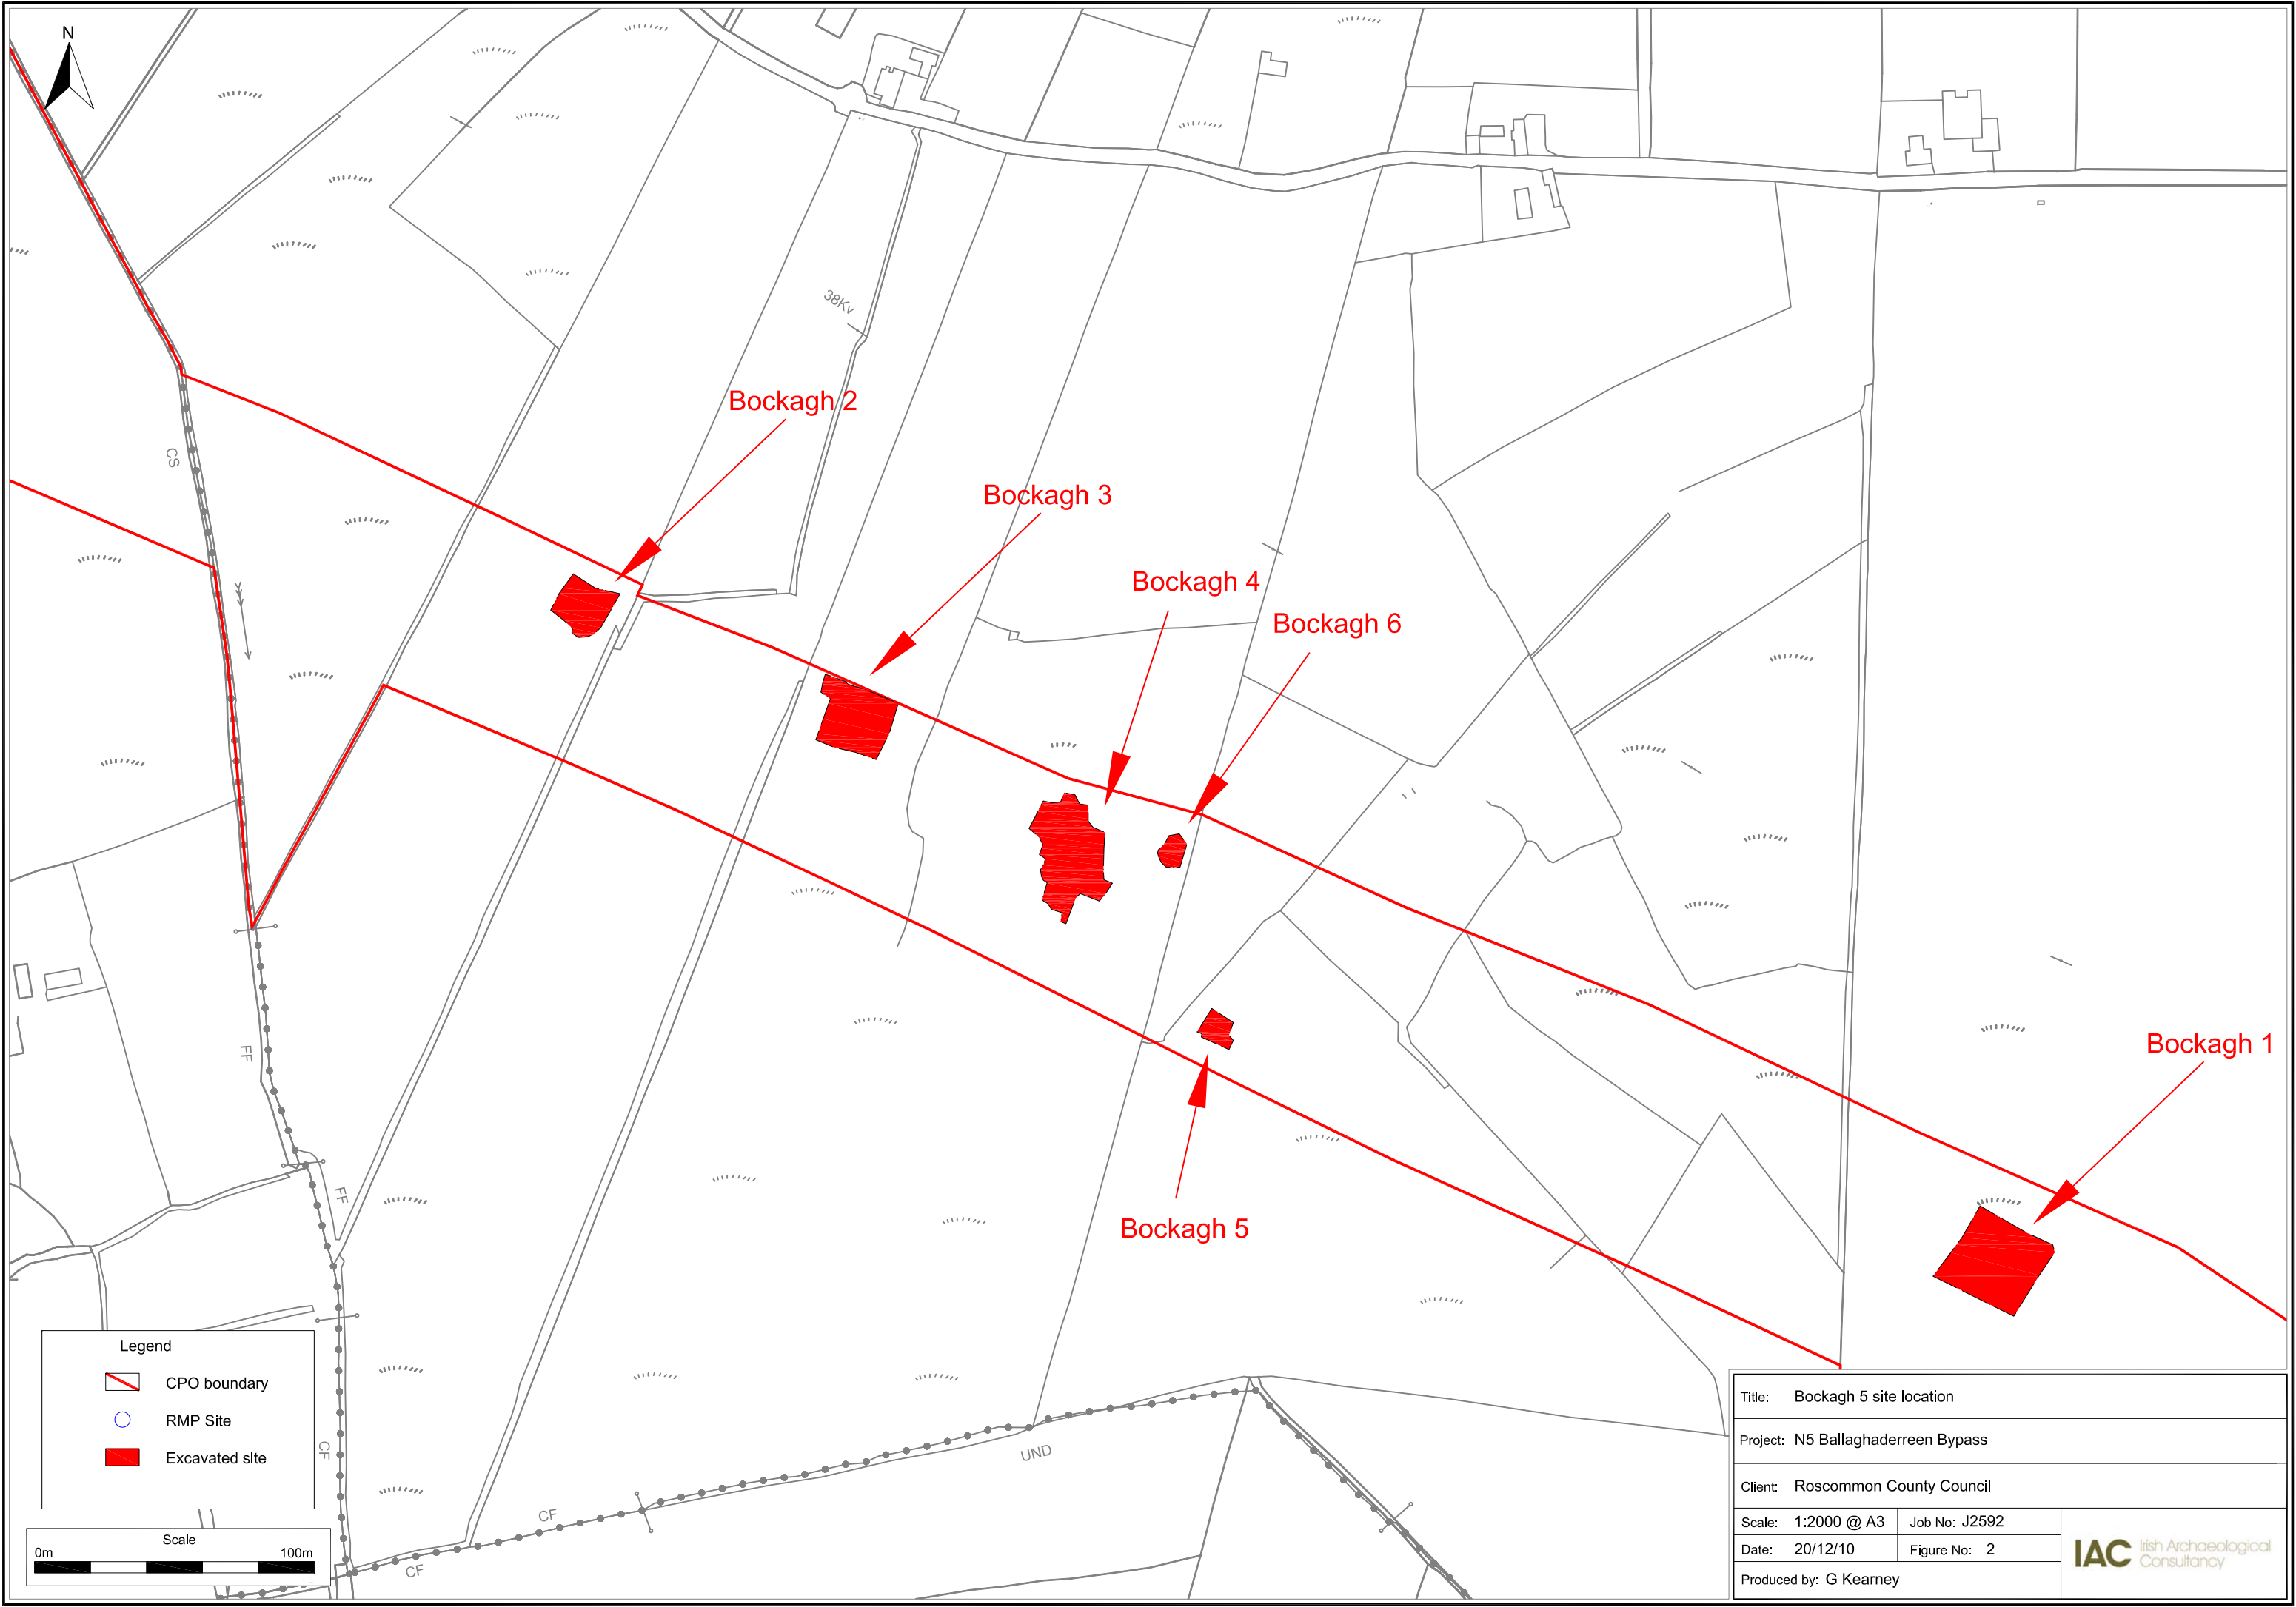 N
38Kv
Bockagh 2
CS
Bockagh 3
Bockagh 4
Bockagh 6
Bockagh 1
FF
Bockagh 5
FF
Legend
CPO boundary
RMP Site
Excavated site
CF
UND
CF
CF
Scale
0m 100m
Title: Bockagh 5 site location
Project: N5 Ballaghaderreen Bypass
Client: Roscommon County Council
Scale: 1:2000 @ A3 Job No: J2592
Date: 20/12/10 Figure No: 2
Produced by: G Kearney
IAC Irish Archaeological
Consultancy